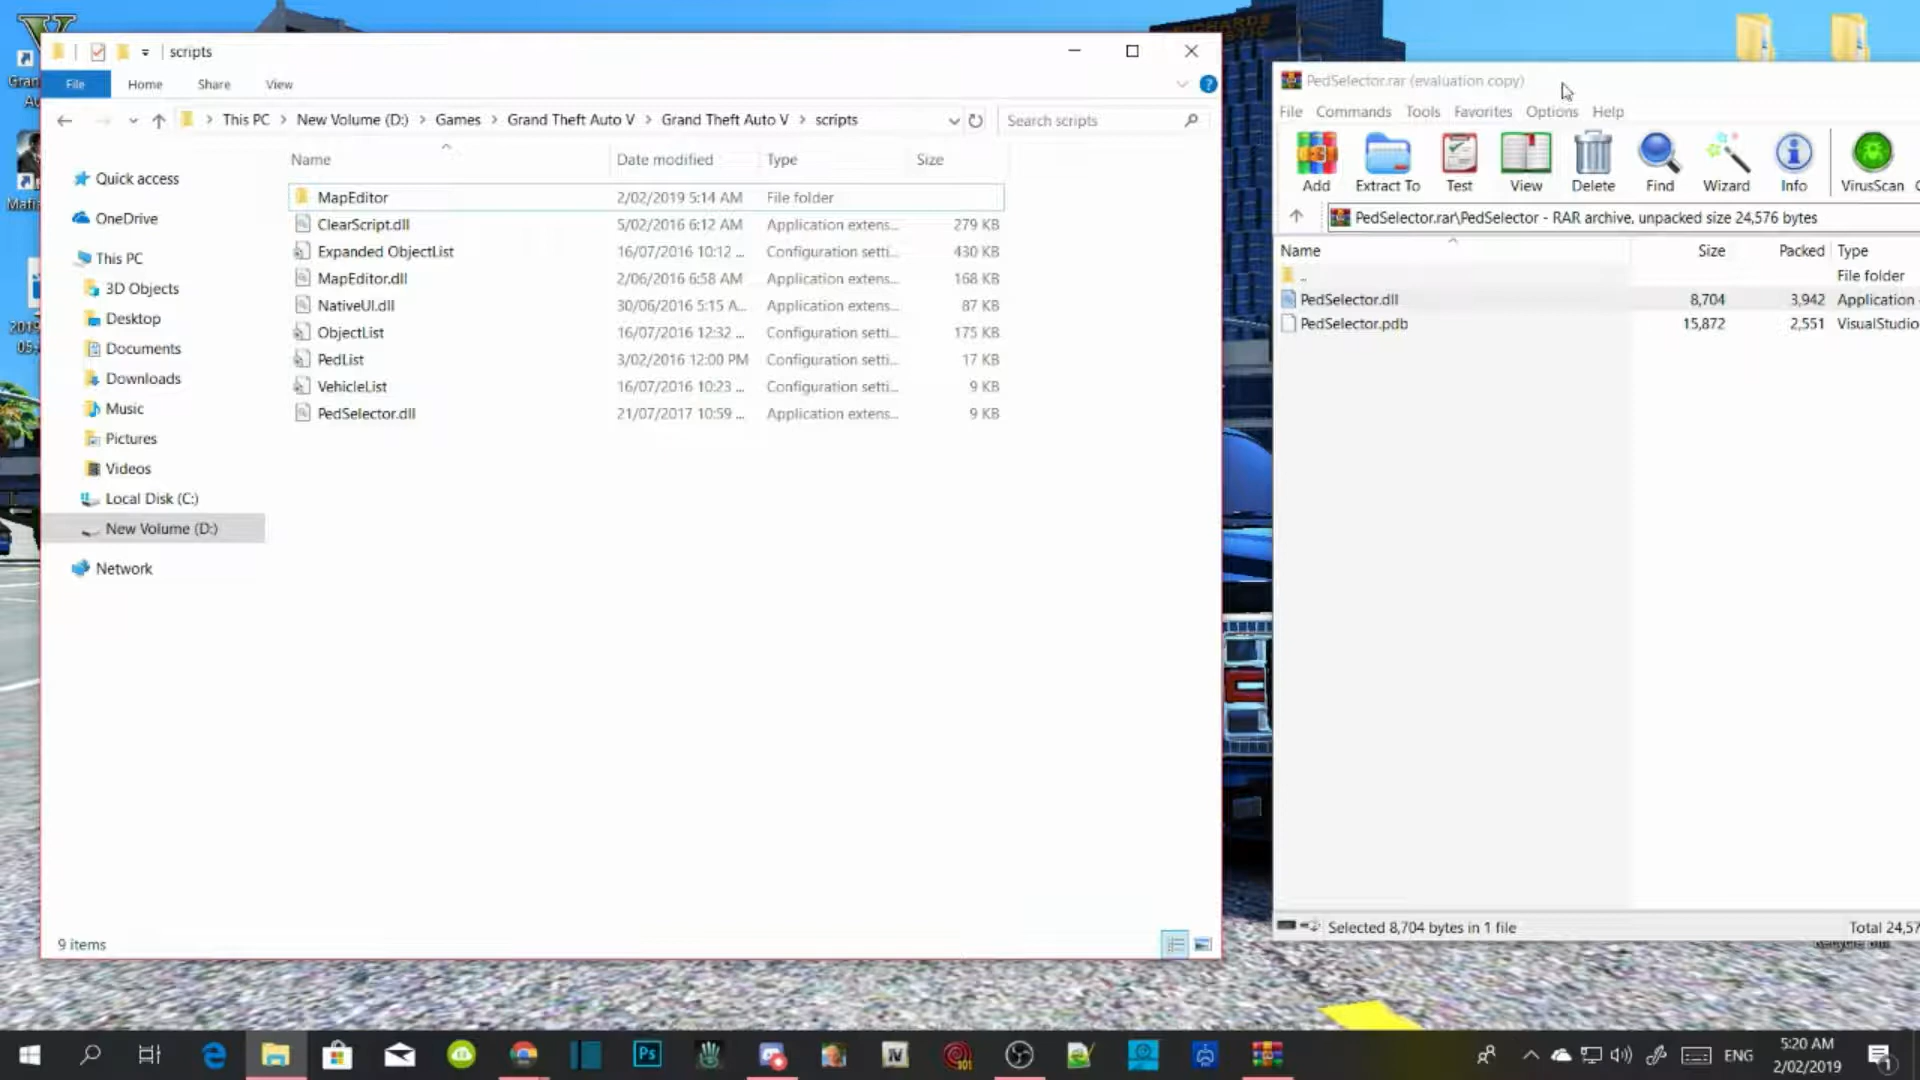 scripts
File Home Share View
This PC New Volume (D:) Games Grand Theft Auto V Grand Theft Auto V scripts
Search scripts
Name Date modified Type Size
Quick access
OneDrive
This PC
3D Objects
Desktop
Documents
Downloads
Music
Pictures
Videos
Local Disk (C:)
New Volume (D:)
Network
MapEditor 2/02/2019 5:14 AM File folder
ClearScript.dll 5/02/2016 6:12 AM Application extens... 279 KB
Expanded ObjectList 16/07/2016 10:12 ... Configuration setti... 430 KB
MapEditor.dll 2/06/2016 6:58 AM Application extens... 168 KB
NativeUI.dll 30/06/2016 5:15 A... Application extens... 87 KB
ObjectList 16/07/2016 12:32 ... Configuration setti... 175 KB
PedList 3/02/2016 12:00 PM Configuration setti... 17 KB
VehicleList 16/07/2016 10:23 ... Configuration setti... 9 KB
PedSelector.dll 21/07/2017 10:59 ... Application extens... 9 KB
9 items
PedSelector.rar (evaluation copy)
File Commands Tools Favorites Options Help
Add Extract To Test View Delete Find Wizard Info VirusScan
PedSelector.rar\PedSelector - RAR archive, unpacked size 24,576 bytes
Name Size Packed Type
.. File folder
PedSelector.dll 8,704 3,942 Application
PedSelector.pdb 15,872 2,551 VisualStudio
Selected 8,704 bytes in 1 file
Total 24,57
Ps
IV
101
ENG
5:20 AM
2/02/2019
1